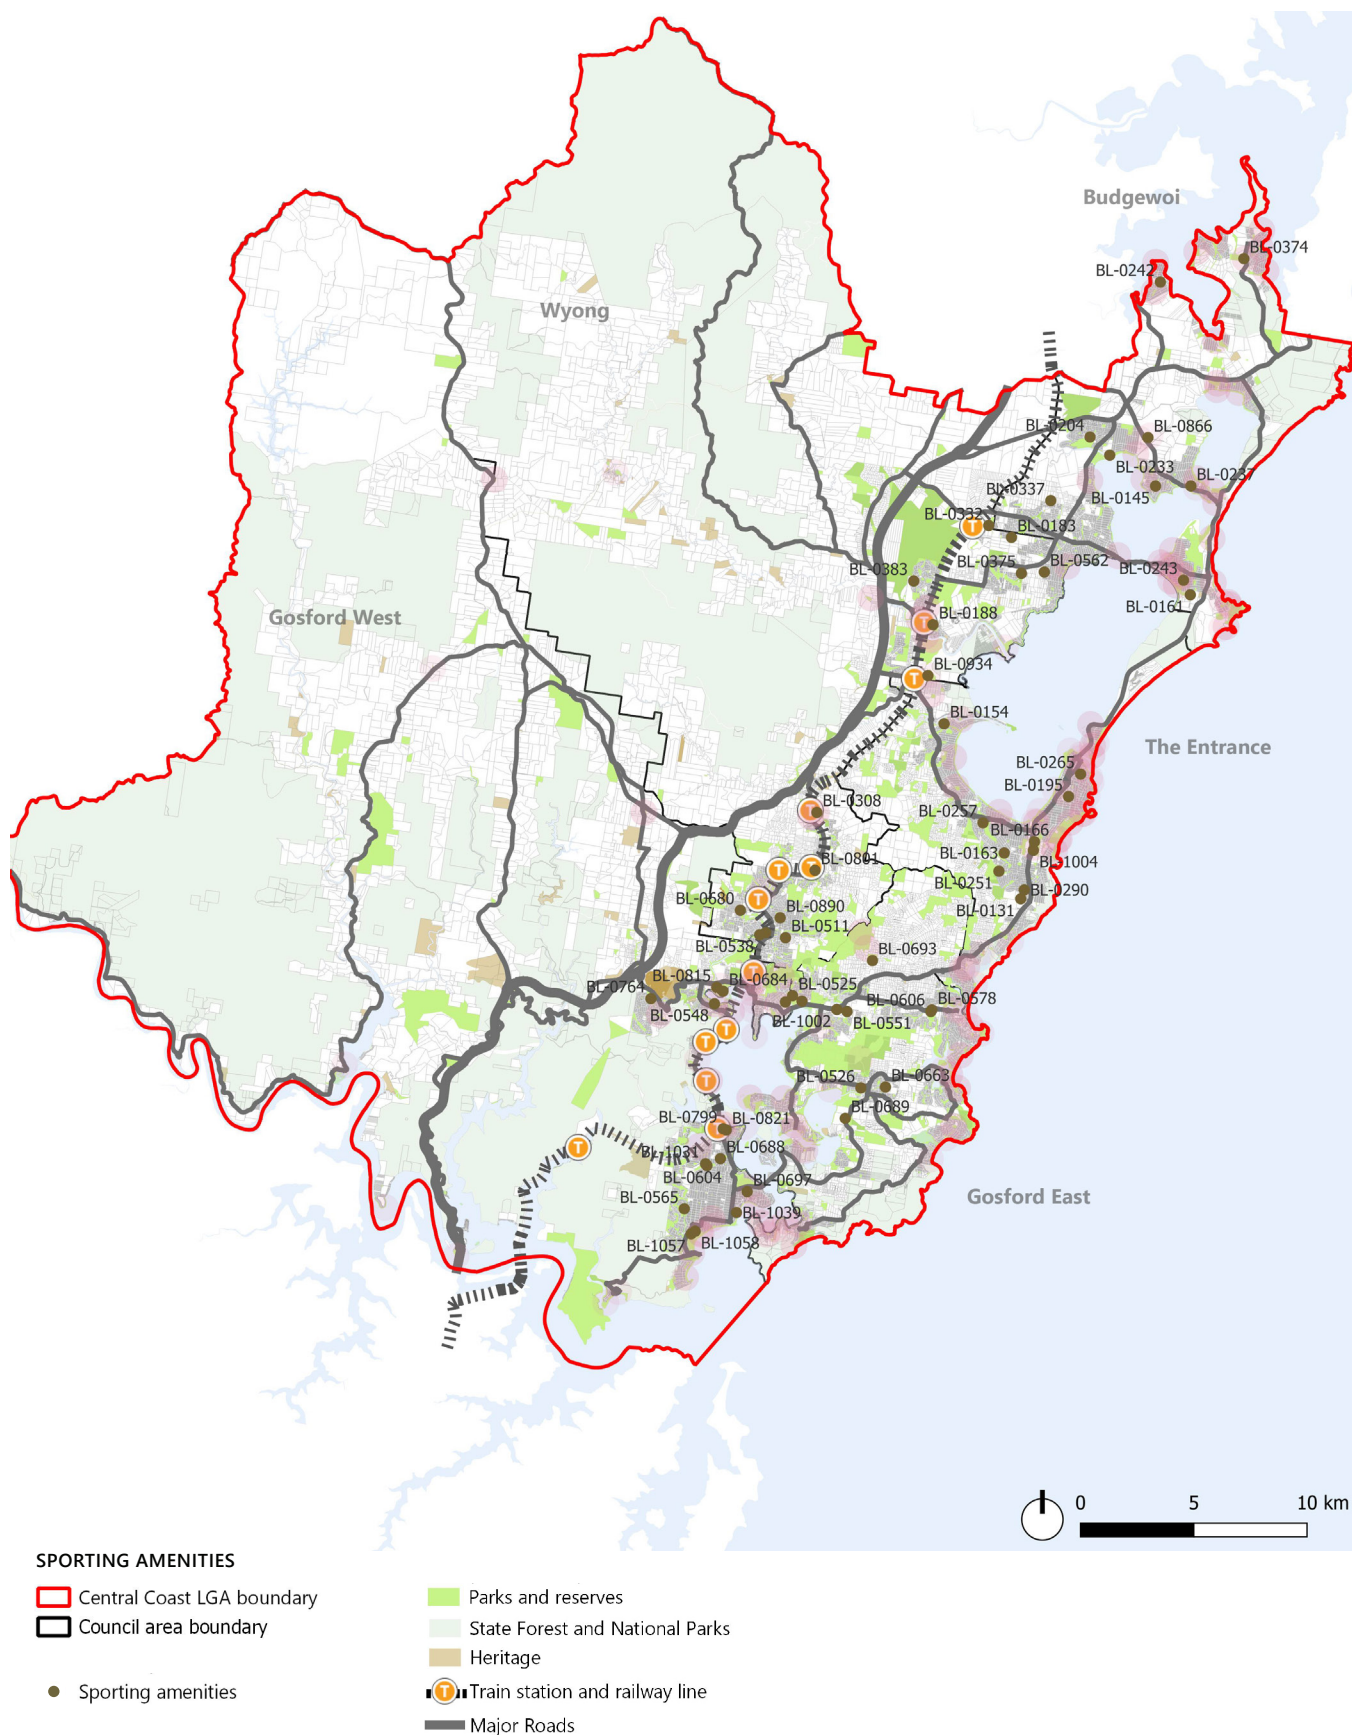 Budgewoi
BL-0374
BL-0242
Wyong
BL-0204
BL-0866
BL-0233
BL-0237
BL-0337
BL-0145
BL-0332
BL-0183
BL-0383
BL-0375
BL-0562
BL-0243
BL-0161
Gosford West
BL-0188
BL-0934
BL-0154
The Entrance
BL-0265
BL-0195
BL-0308
BL-0257
BL-0166
BL-0163
BL-1004
BL-0801
BL-0251
BL-0290
BL-0131
BL-0580
BL-0890
BL-0511
BL-0538
BL-0693
BL-0815
BL-0684
BL-0764
BL-0525
BL-0606
BL-0578
BL-0548
BL-1002
BL-0551
BL-0526
BL-0663
BL-0689
BL-0799
BL-0821
BL-1031
BL-0688
BL-0604
BL-0697
BL-0565
Gosford East
BL-1039
BL-1057
BL-1058
T
T
T
T
T
T
T
T
T
T
T
T
T
0 5 10 km
SPORTING AMENITIES
Central Coast LGA boundary
Council area boundary
Sporting amenities
Parks and reserves
State Forest and National Parks
Heritage
T Train station and railway line
Major Roads